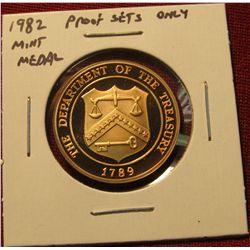 1982 PROOF SETS ONLY
MINT
MEDAL
THE DEPARTMENT OF THE TREASURY
1789